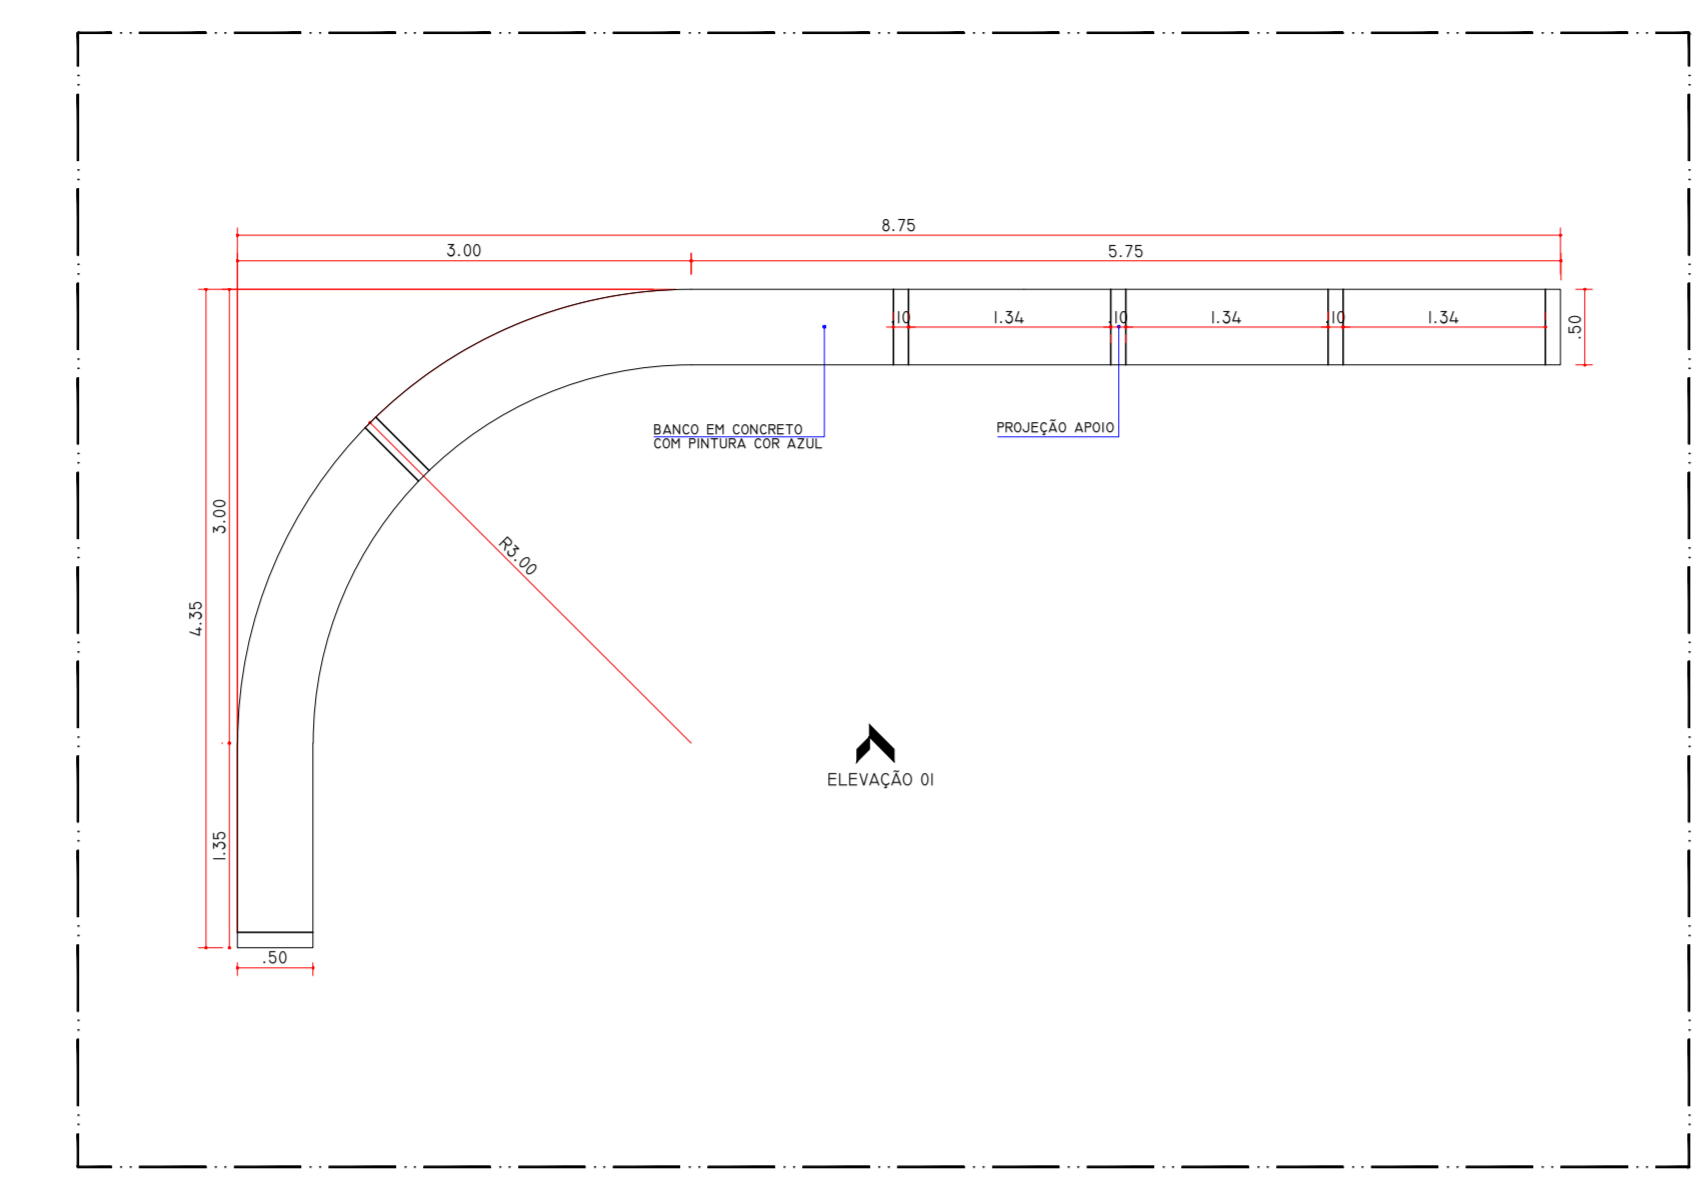 8.75
3.00
5.75
.10
1.34
.10
1.34
.10
1.34
.50
BANCO EM CONCRETO
COM PINTURA COR AZUL
PROJEÇÃO APOIO
3.00
R3.00
4.35
ELEVAÇÃO 01
1.35
.50